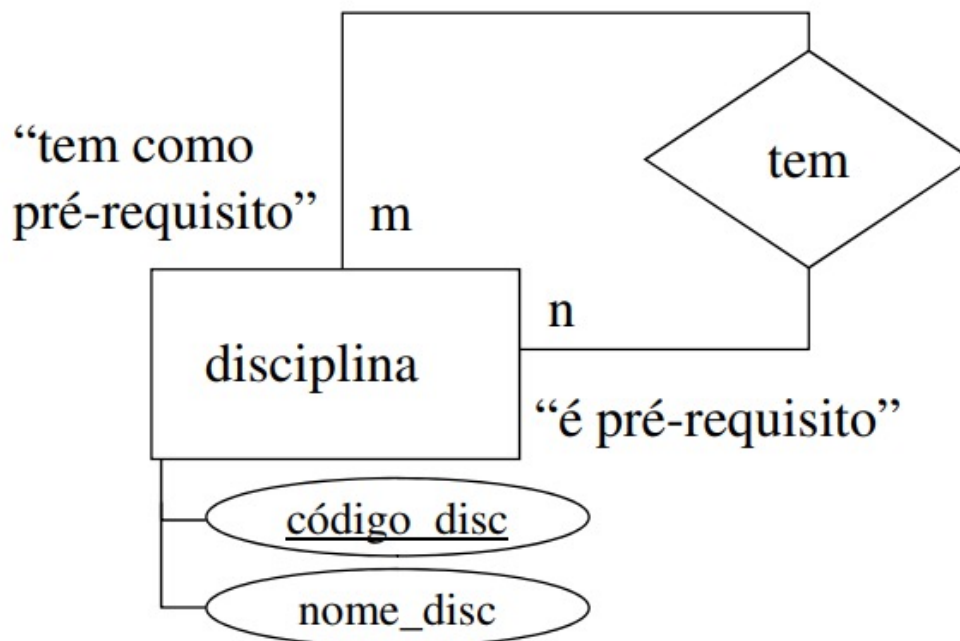 “tem como
pré-requisito”
m
tem
n
disciplina
“é pré-requisito”
código_disc
nome_disc